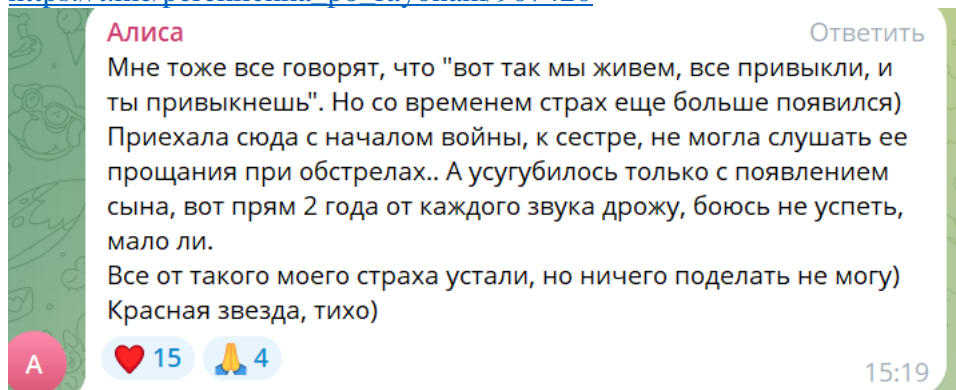 Алиса
Ответить
Мне тоже все говорят, что "вот так мы живем, все привыкли, и
ты привыкнешь". Но со временем страх еще больше появился)
Приехала сюда с началом войны, к сестре, не могла слушать ее
прощания при обстрелах.. А усугубилось только с появлением
сына, вот прям 2 года от каждого звука дрожу, боюсь не успеть,
мало ли.
Все от такого моего страха устали, но ничего поделать не могу)
Красная звезда, тихо)
А
15
4
15:19